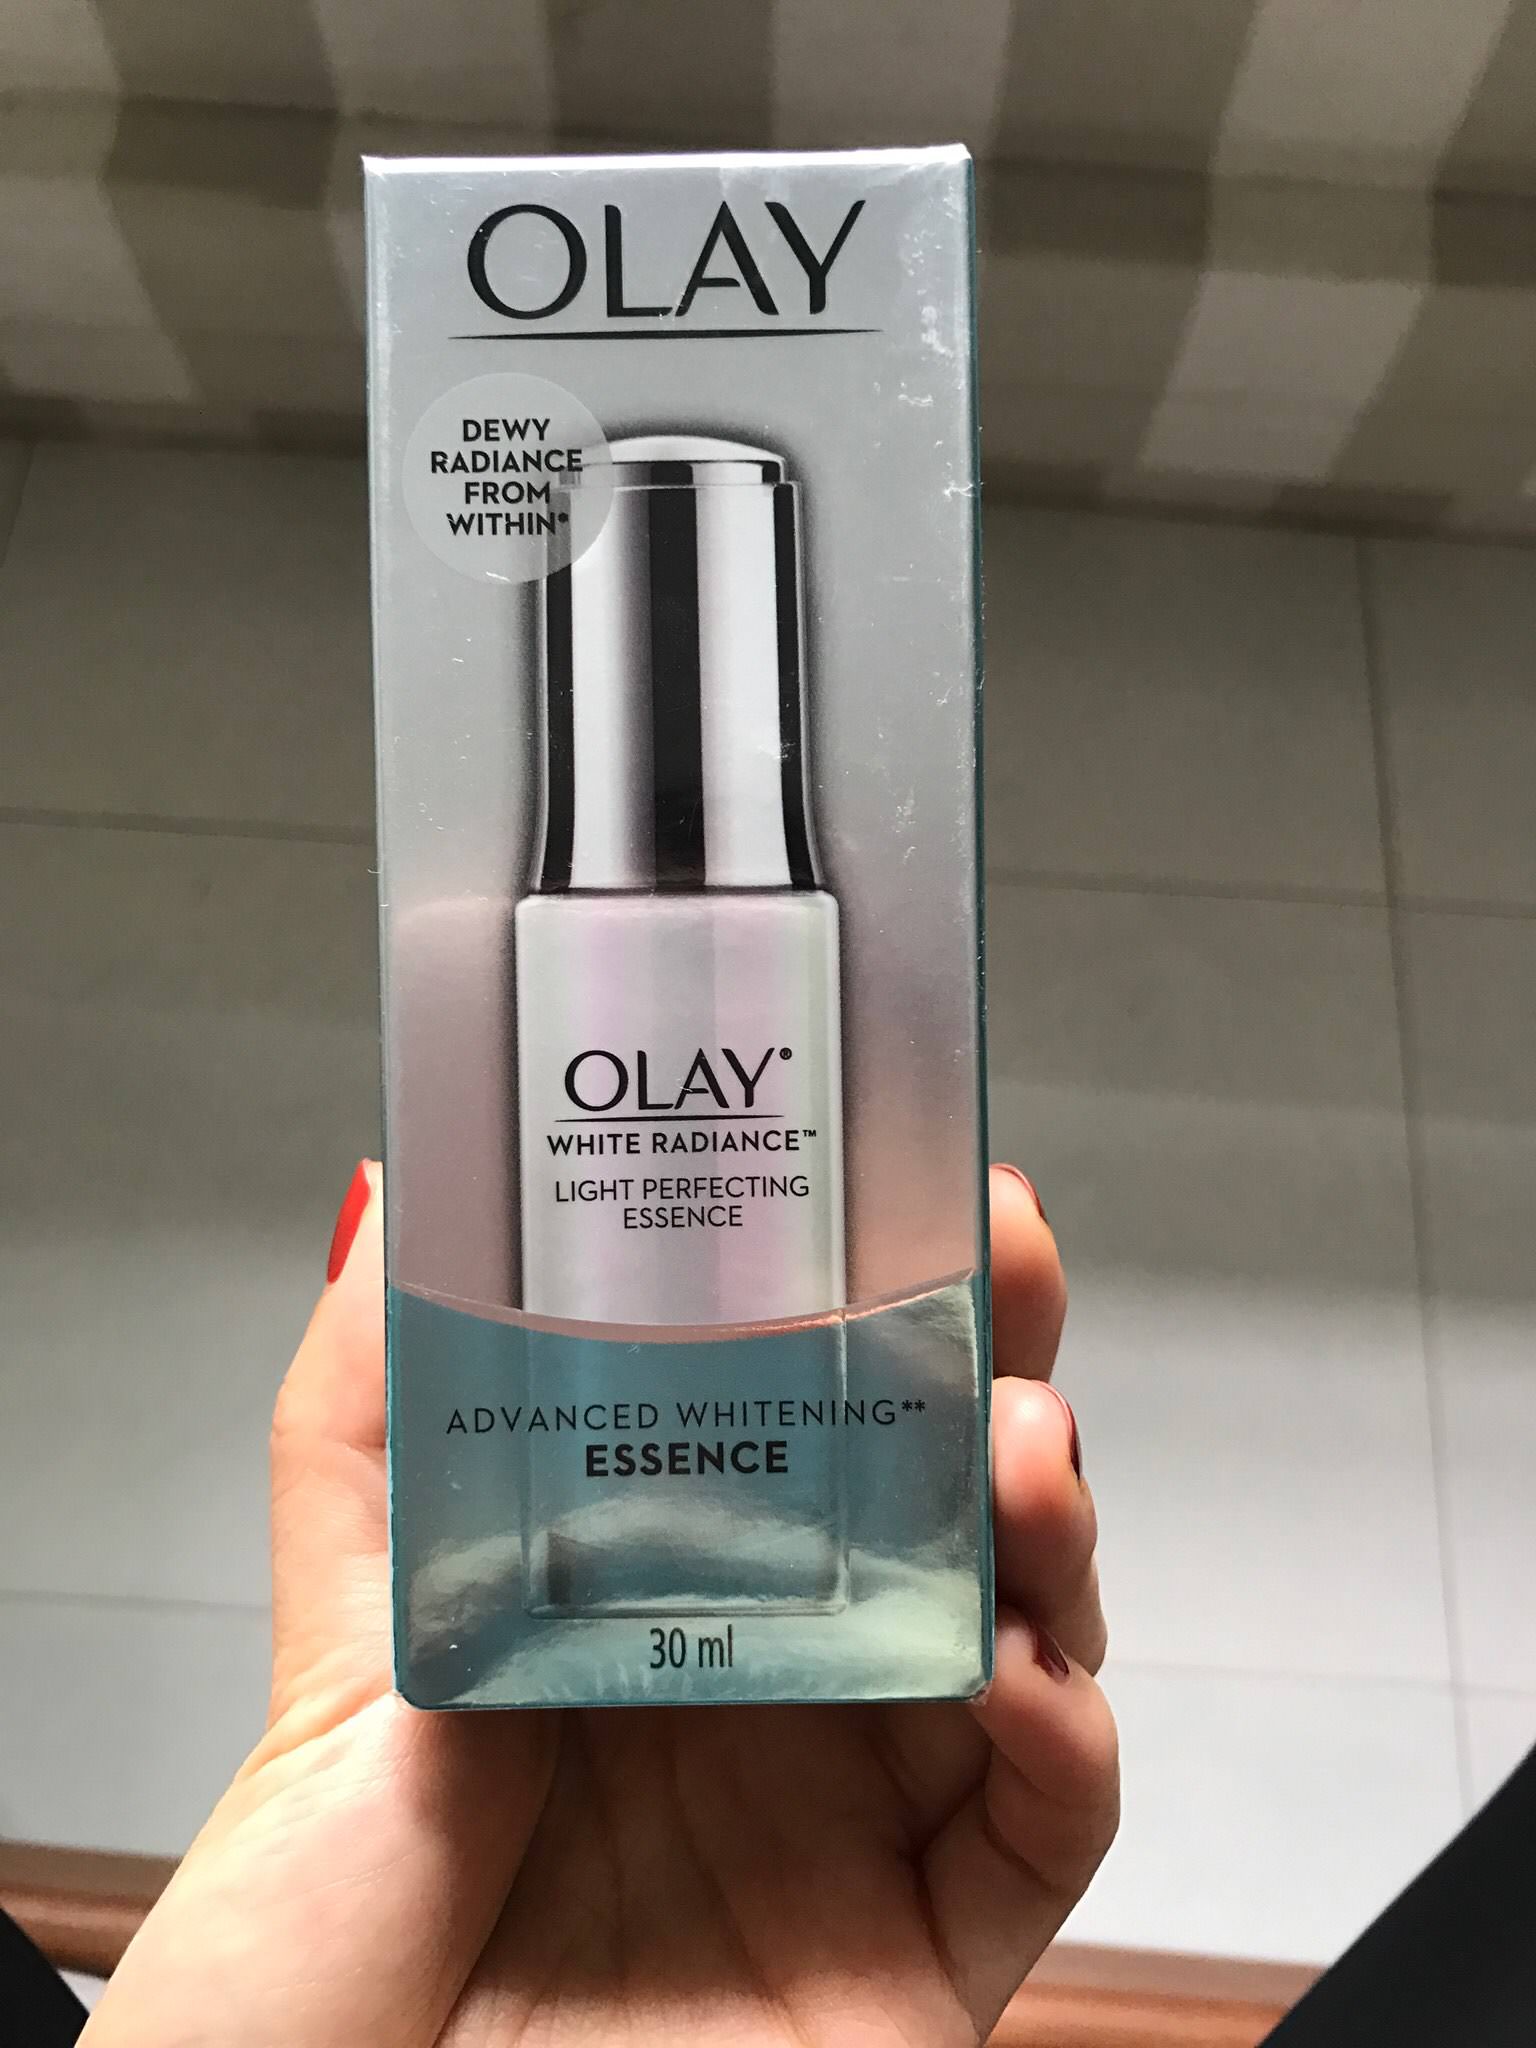 OLAY
DEWY
RADIANCE
FROM
WITHIN*
OLAY®
WHITE RADIANCE™
LIGHT PERFECTING
ESSENCE
ADVANCED WHITENING**
ESSENCE
30 ml